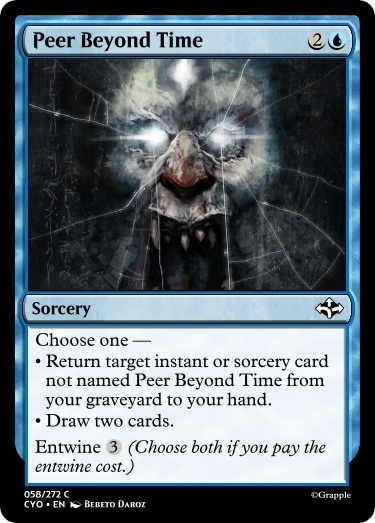 Peer Beyond Time 2
Sorcery
Choose one —
• Return target instant or sorcery card
not named Peer Beyond Time from
your graveyard to your hand.
• Draw two cards.
Entwine 3 (Choose both if you pay the
entwine cost.)
058/272 C
CYO • EN Bebeto Daroz
©Grapple